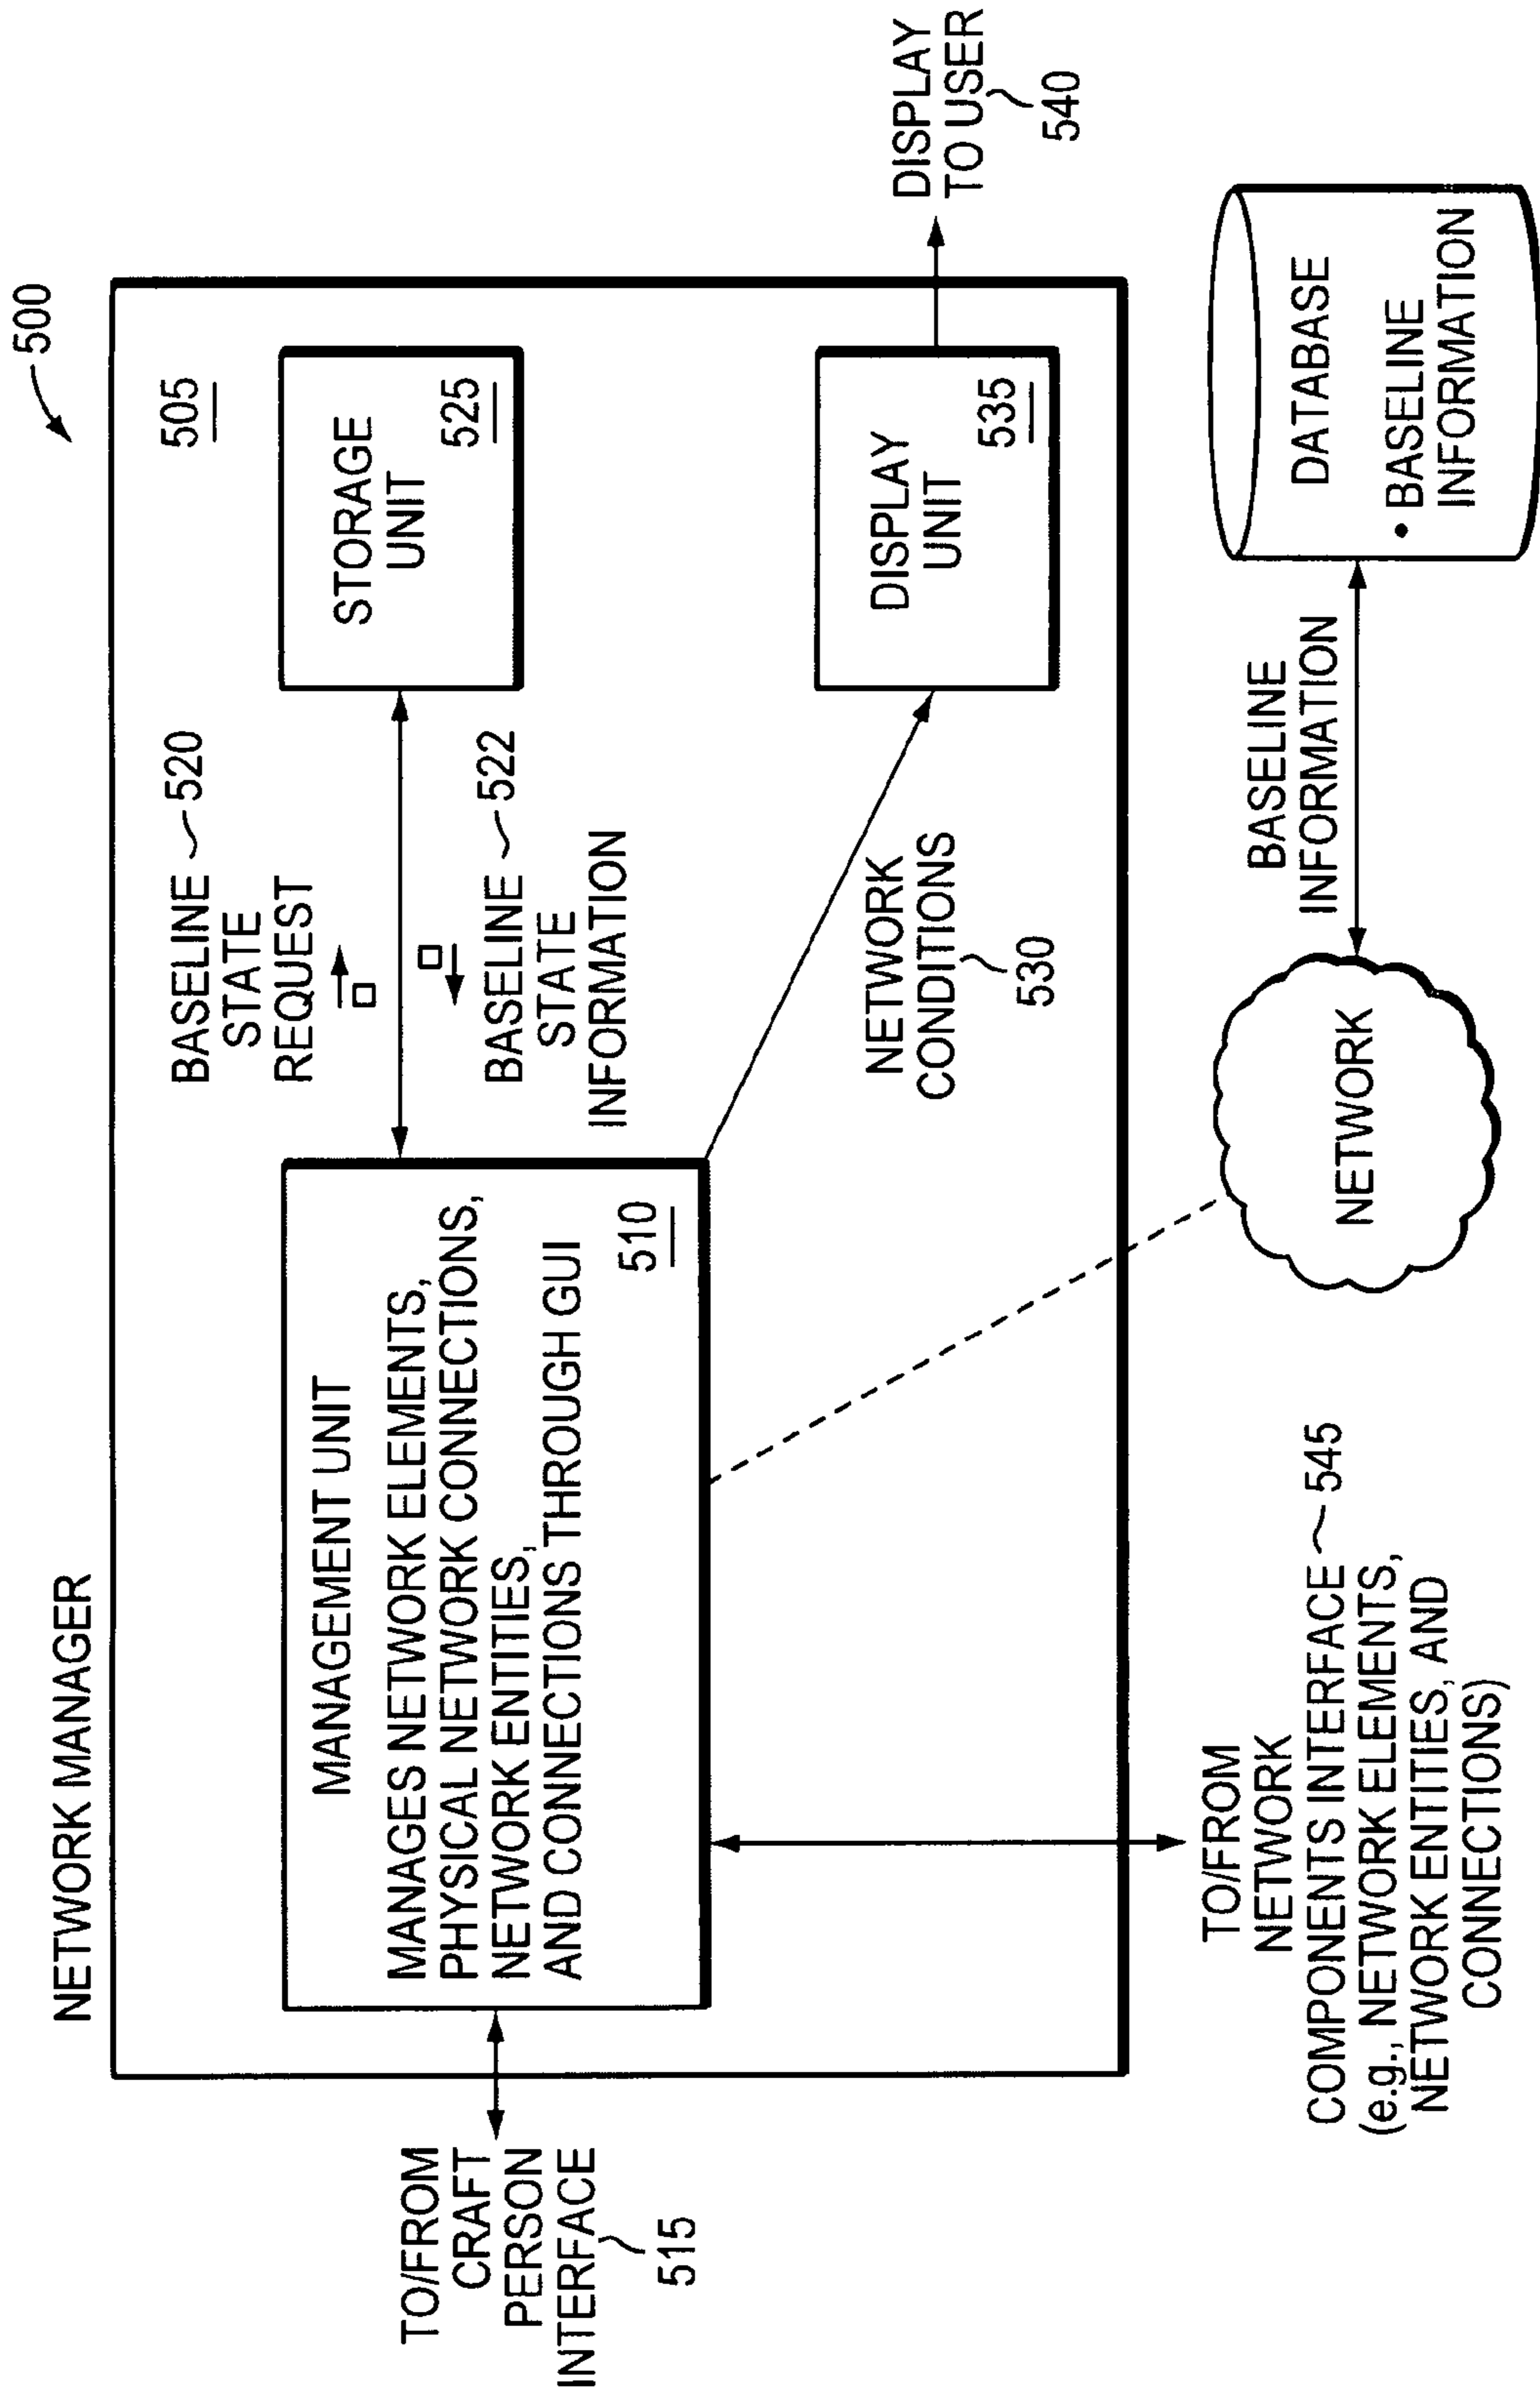 500
NETWORK MANAGER
505
MANAGEMENT UNIT
MANAGES NETWORK ELEMENTS,
PHYSICAL NETWORK CONNECTIONS,
NETWORK ENTITIES,
AND CONNECTIONS THROUGH GUI
510
BASELINE 520
STATE
REQUEST
BASELINE 522
STATE
INFORMATION
STORAGE
UNIT
525
TO/FROM
CRAFT
PERSON
INTERFACE
515
NETWORK
CONDITIONS
530
DISPLAY
UNIT
535
DISPLAY
TO USER
540
TO/FROM
NETWORK
COMPONENTS INTERFACE 545
(e.g., NETWORK ELEMENTS,
NETWORK ENTITIES, AND
CONNECTIONS)
NETWORK
BASELINE
INFORMATION
DATABASE
• BASELINE
INFORMATION